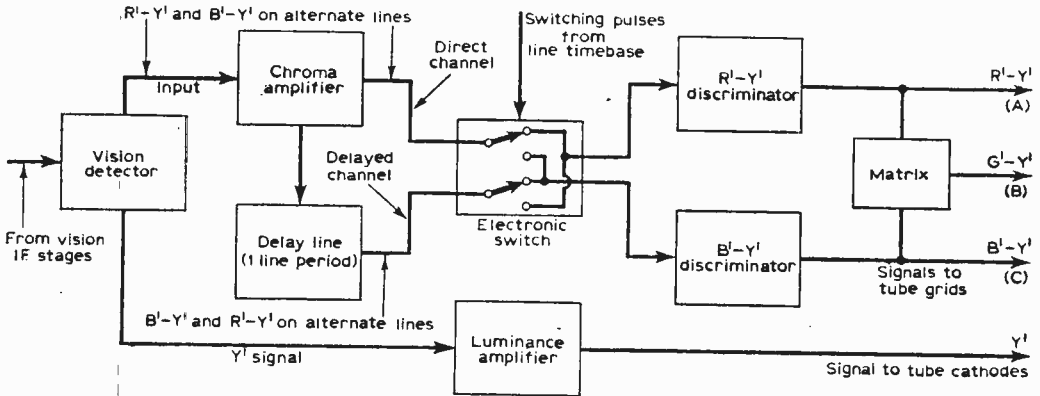 R'-Y' and B'-Y' on alternate lines
Switching pulses
from
line timebase
Direct
channel
Chroma
amplifier
Input
R'-Y'
discriminator
R'-Y'
(A)
Vision
detector
Delayed
channel
Matrix
G'-Y'
(B)
From vision
IF stages
Delay line
(1 line period)
Electronic
switch
B'-Y'
discriminator
B'-Y'
(C)
Signals to
tube grids
B'-Y' and R'-Y' on alternate lines
Y' signal
Luminance
amplifier
Y'
Signal to tube cathodes